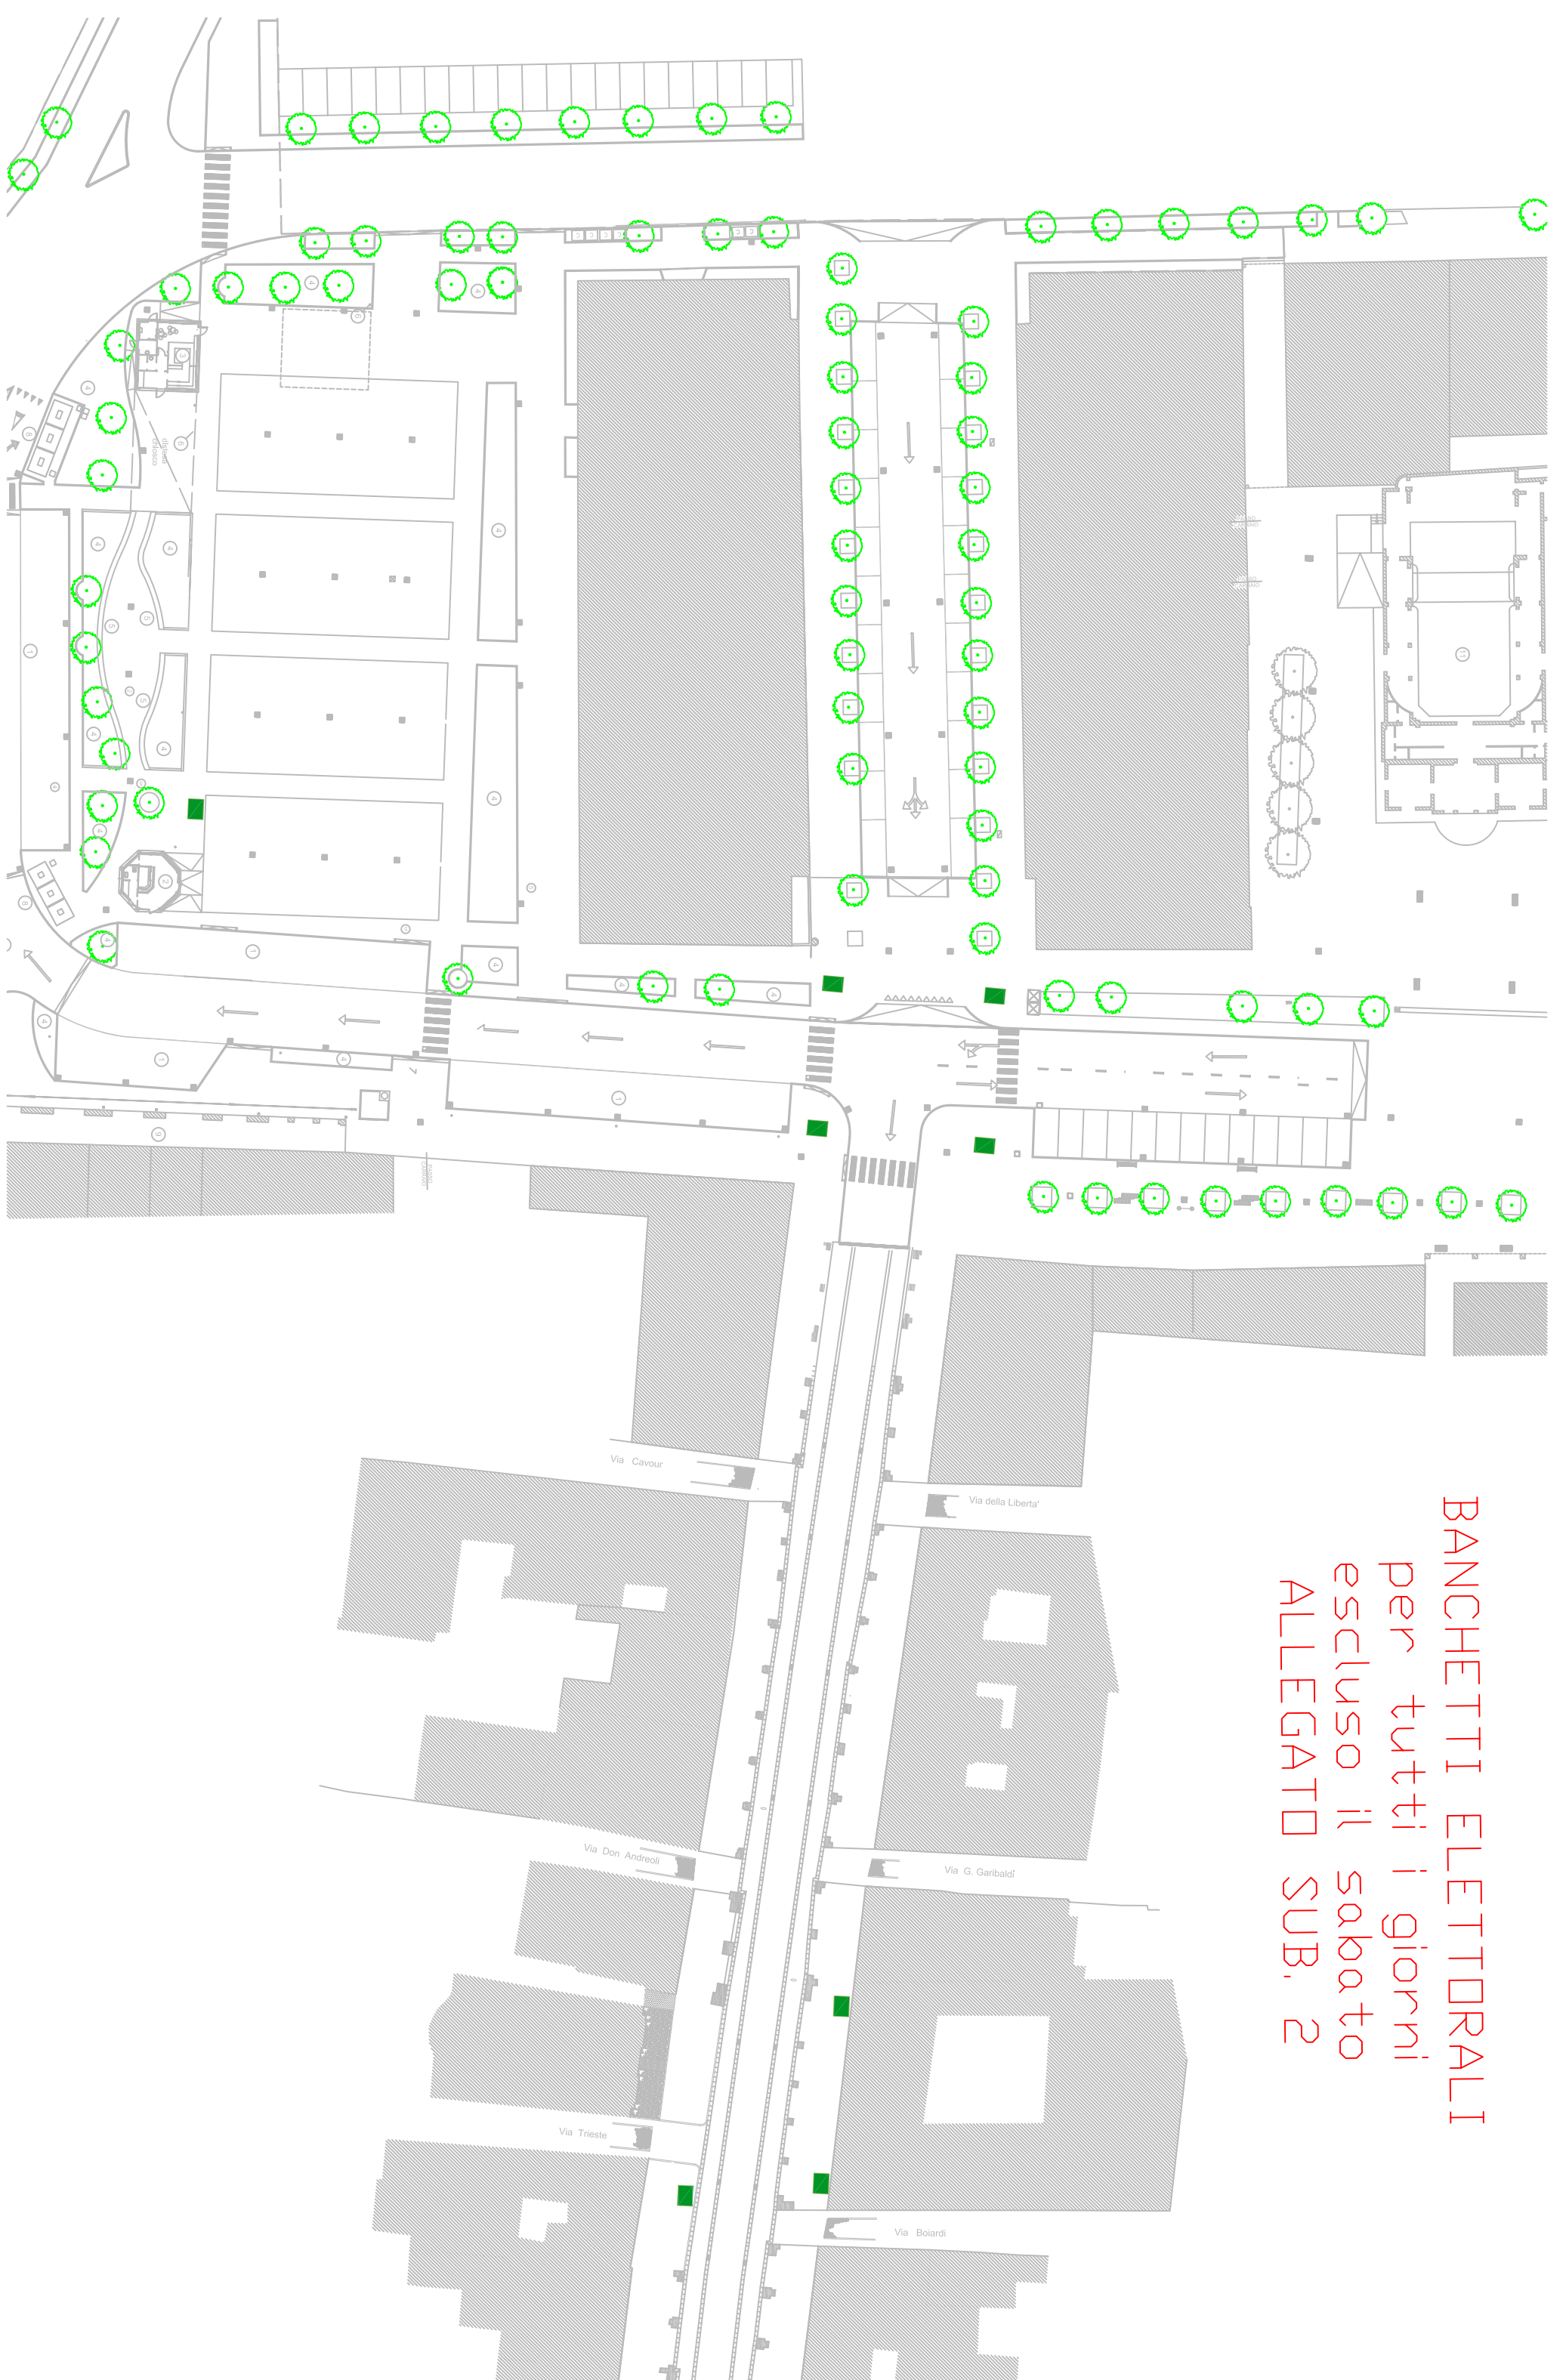 BANCHETTI ELETTORALI
per tutti i giorni
escluso il sabato
ALLEGATO SUB. 2
Via Cavour
Via della Liberta'
Via Don Andreoli
Via G. Garibaldi
Via Trieste
Via Boiardi